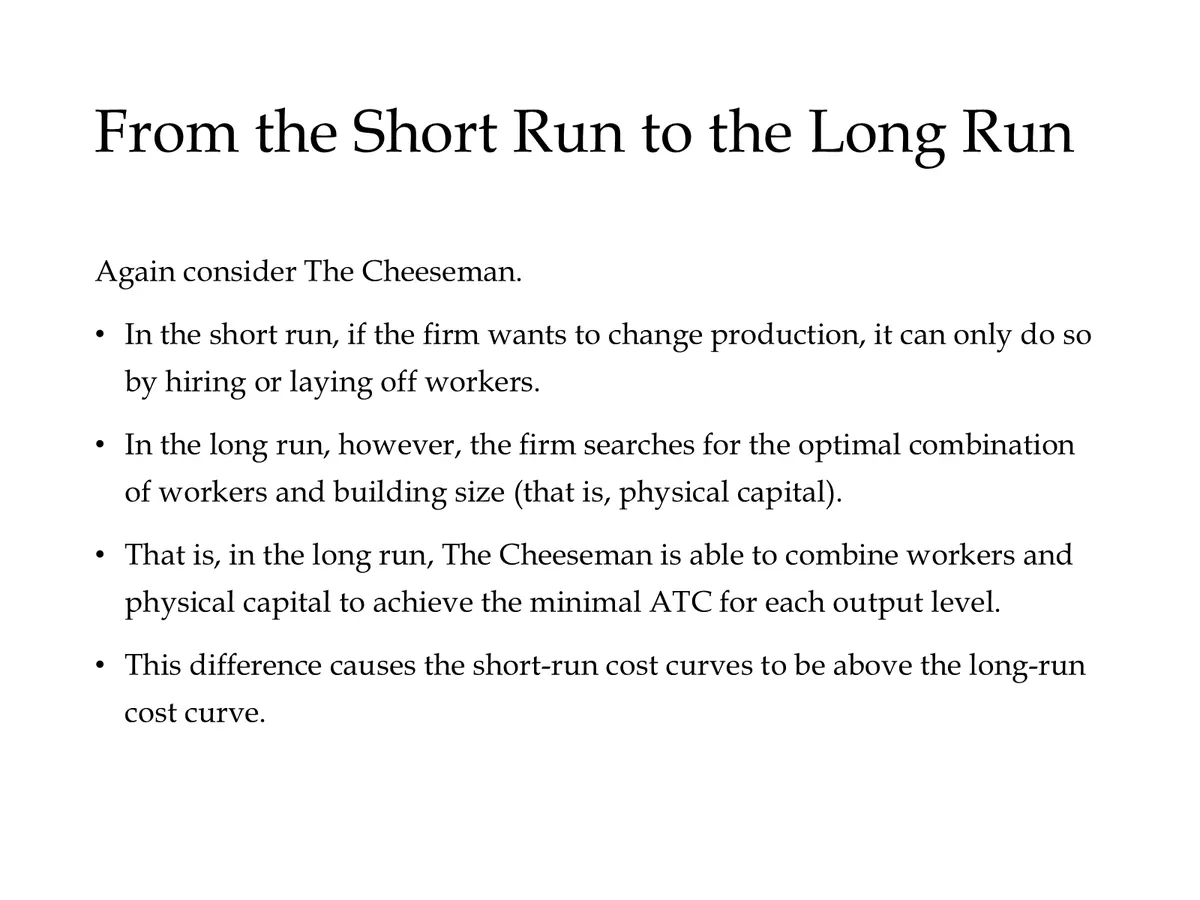 From the Short Run to the Long Run
Again consider The Cheeseman.
• In the short run, if the firm wants to change production, it can only do so
by hiring or laying off workers.
• In the long run, however, the firm searches for the optimal combination
of workers and building size (that is, physical capital).
• That is, in the long run, The Cheeseman is able to combine workers and
physical capital to achieve the minimal ATC for each output level.
• This difference causes the short-run cost curves to be above the long-run
cost curve.